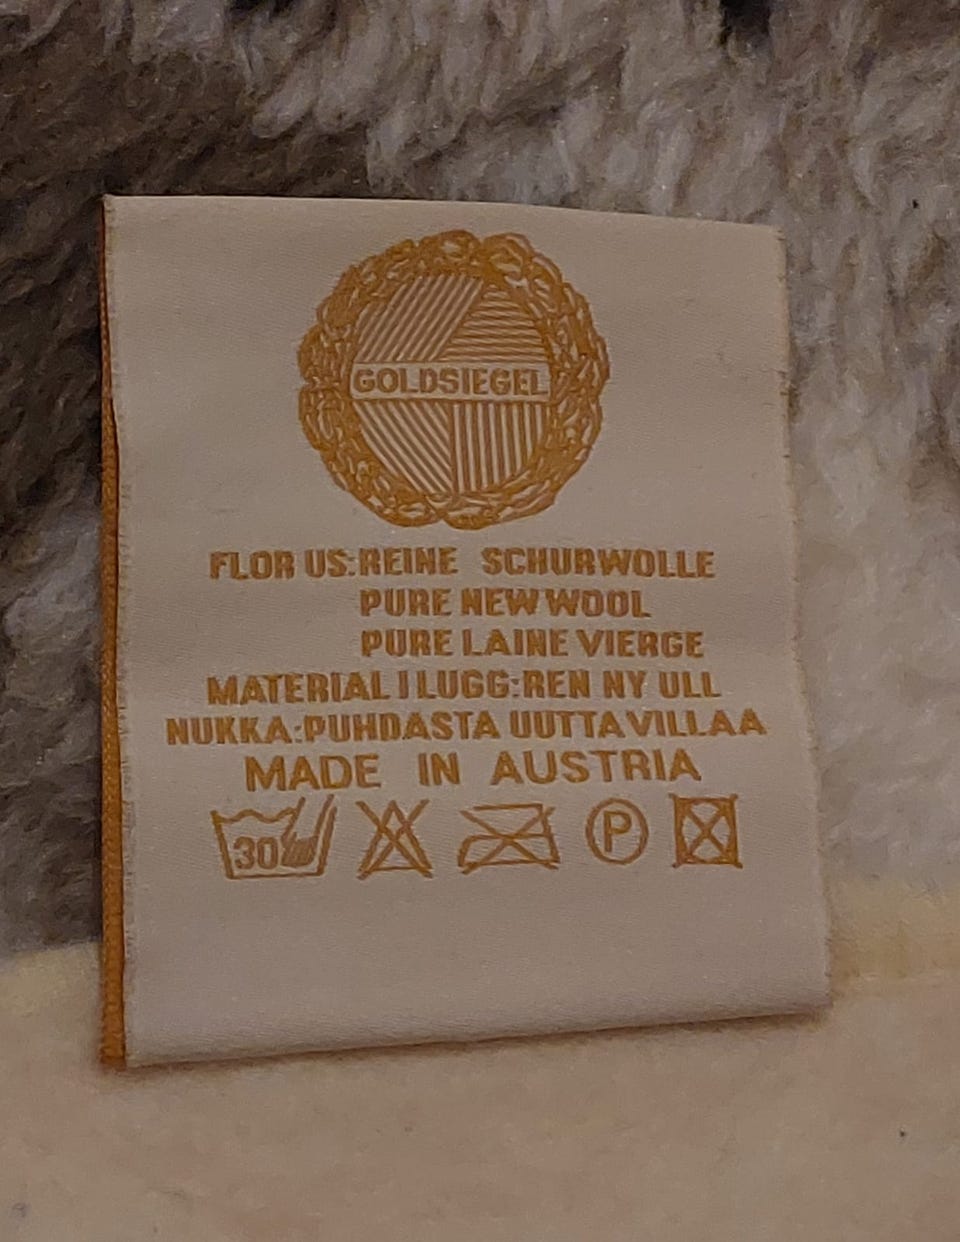 GOLDSIEGEL
FLOR US:REINE SCHURWOLLE
PURE NEW WOOL
PURE LAINE VIERGE
MATERIAL I LUGG:REN NY ULL
NUKKA:PUHDASTA UUTTAVILLAA
MADE IN AUSTRIA
30 P